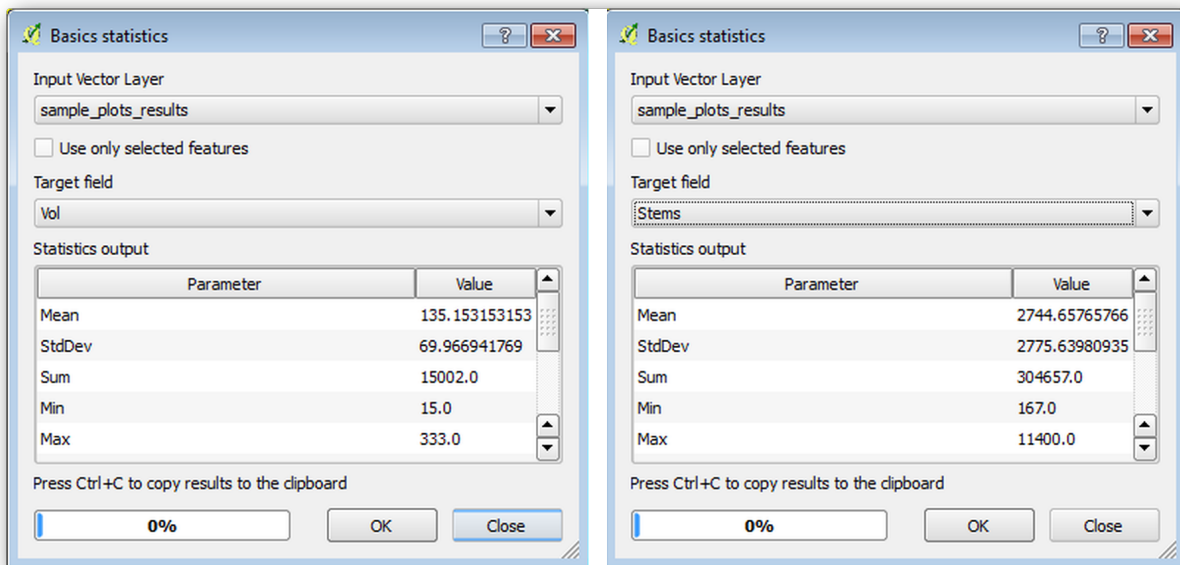 Basics statistics
Input Vector Layer
sample_plots_results
Use only selected features
Target field
Vol
Statistics output
Parameter Value
Mean 135.153153153
StdDev 69.966941769
Sum 15002.0
Min 15.0
Max 333.0
Press Ctrl+C to copy results to the clipboard
0% OK Close
Basics statistics
Input Vector Layer
sample_plots_results
Use only selected features
Target field
Stems
Statistics output
Parameter Value
Mean 2744.65765766
StdDev 2775.63980935
Sum 304657.0
Min 167.0
Max 11400.0
Press Ctrl+C to copy results to the clipboard
0% OK Close